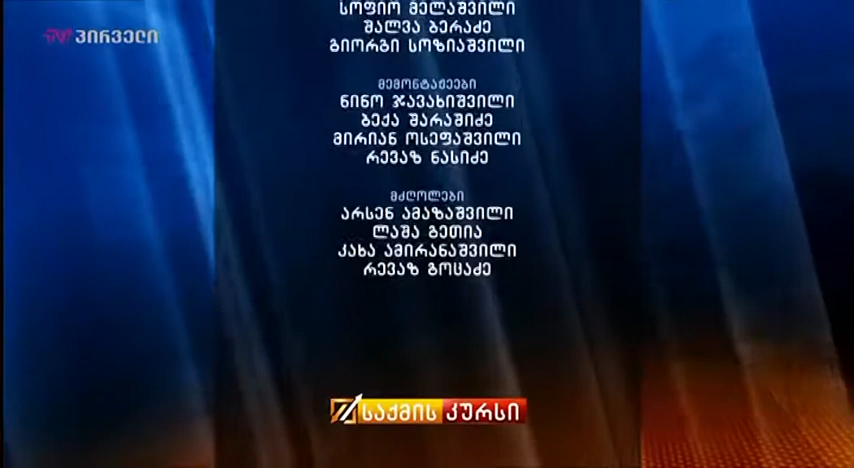 პირველი
სოფიო მელაშვილი
შალვა ბერაძე
გიორგი სოზიაშვილი
მემონტაჟეები
ნინო ჯავახიშვილი
ბექა შარაშიძე
მირიან ოსეფაშვილი
რევაზ ნასიძე
მძღოლები
არსენ ამაზაშვილი
ლაშა გეთია
კახა ამირანაშვილი
რევაზ გოცაძე
საქმის კურსი